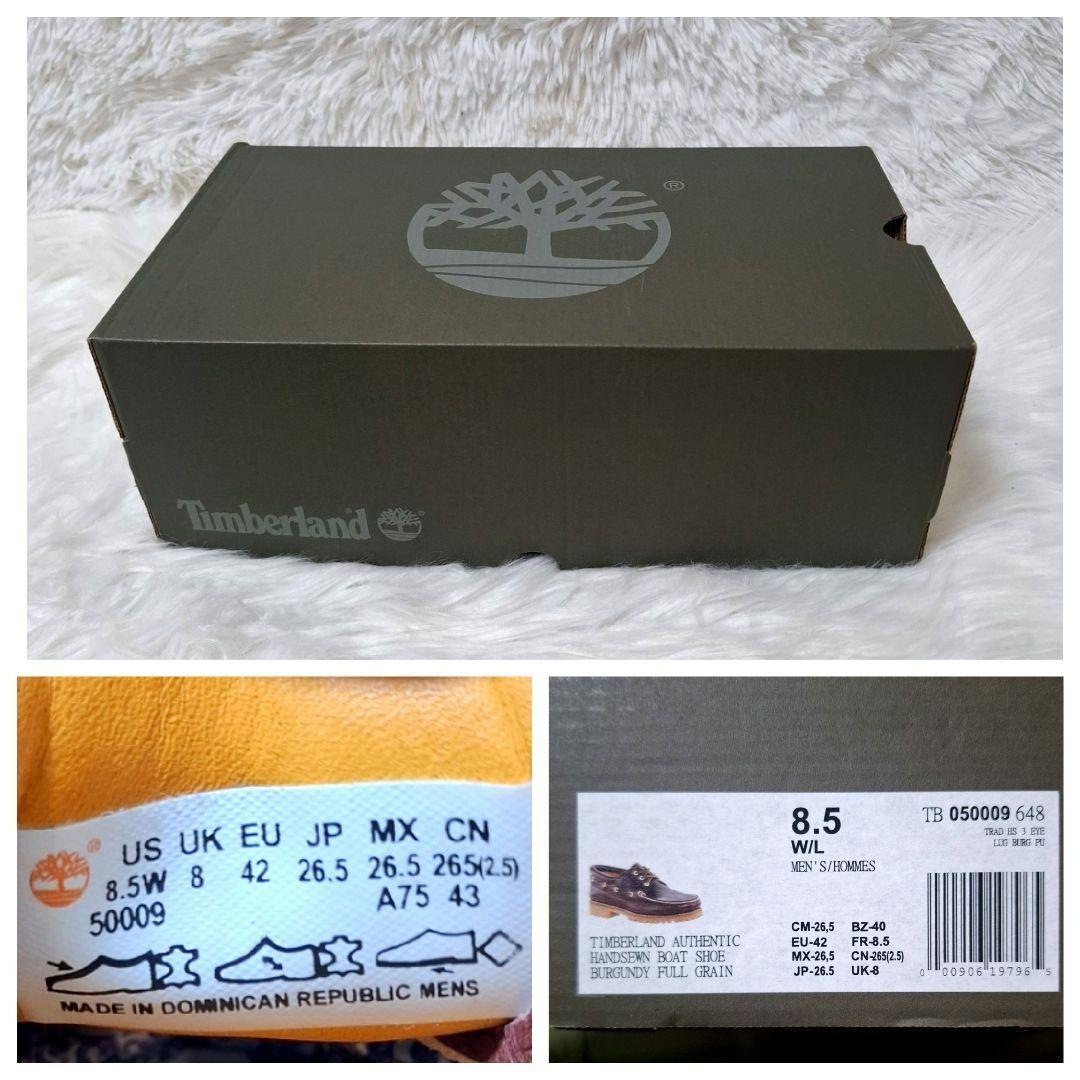 ®
Timberland ®
®
US UK EU JP MX CN
8.5W 8 42 26.5 26.5 265(2.5)
50009 A75 43
MADE IN DOMINICAN REPUBLIC MENS
8.5
W/L
MEN'S/HOMMES
TB 050009 648
TRAD HS 3 EYE
LUG BURG PU
TIMBERLAND AUTHENTIC
HANDSEWN BOAT SHOE
BURGUNDY FULL GRAIN
CM-26,5 BZ-40
EU-42 FR-8.5
MX-26,5 CN-265(2.5)
JP-26.5 UK-8
0 00906 19796 5